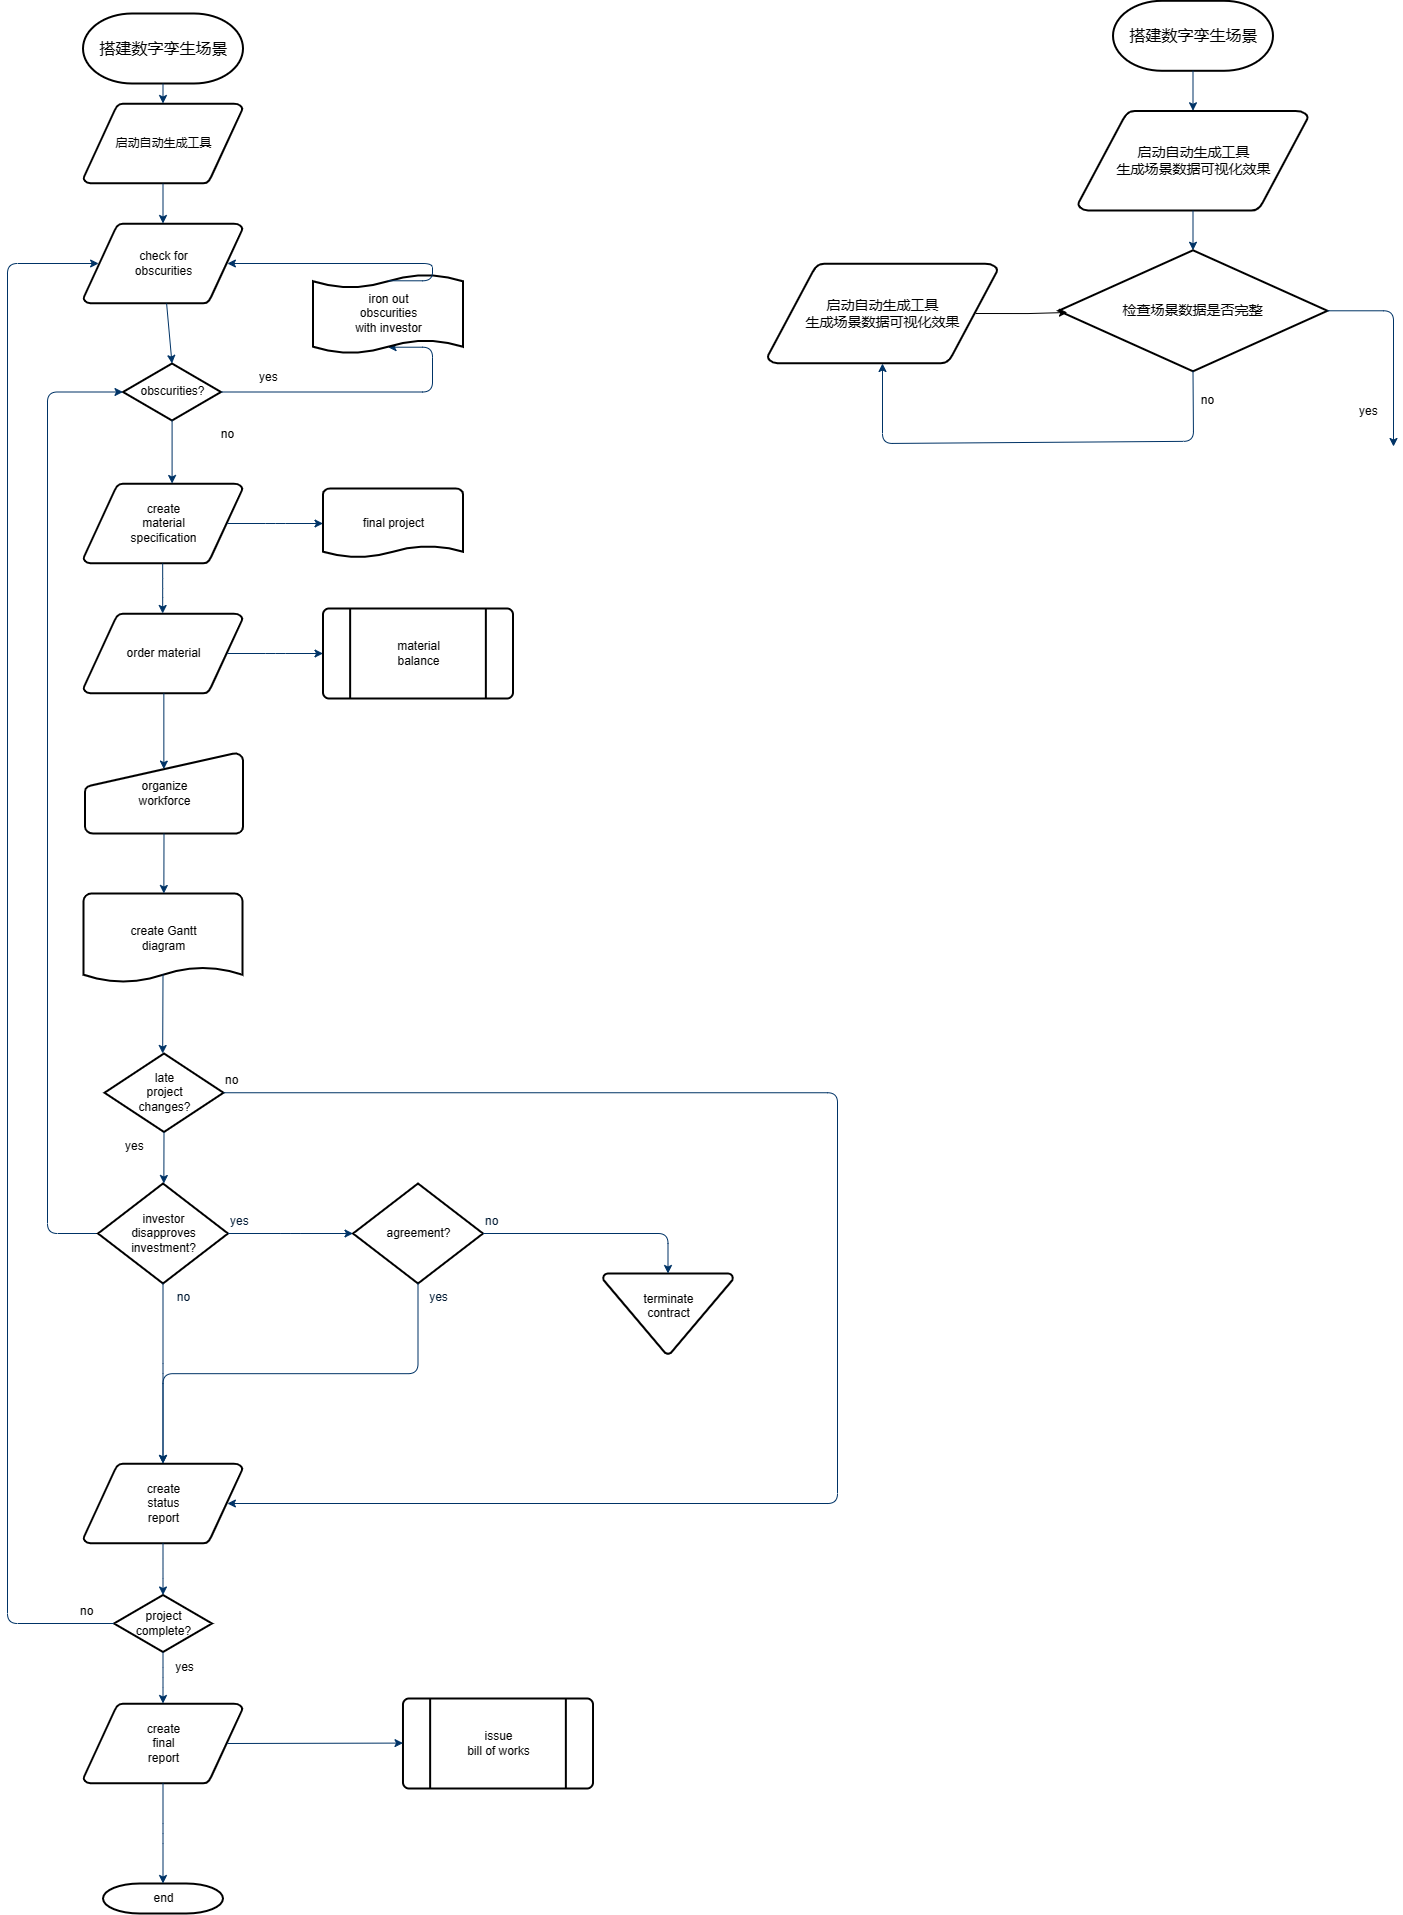 搭建数字孪生场景
启动自动生成工具
check for
obscurities
iron out
obscurities
with investor
obscurities?
yes
no
create
material
specification
final project
order material
material
balance
organize
workforce
create Gantt
diagram
late
project
changes?
no
yes
investor
disapproves
investment?
yes
no
agreement?
no
yes
terminate
contract
create
status
report
project
complete?
no
yes
create
final
report
issue
bill of works
end
搭建数字孪生场景
启动自动生成工具
生成场景数据可视化效果
检查场景数据是否完整
启动自动生成工具
生成场景数据可视化效果
no
yes